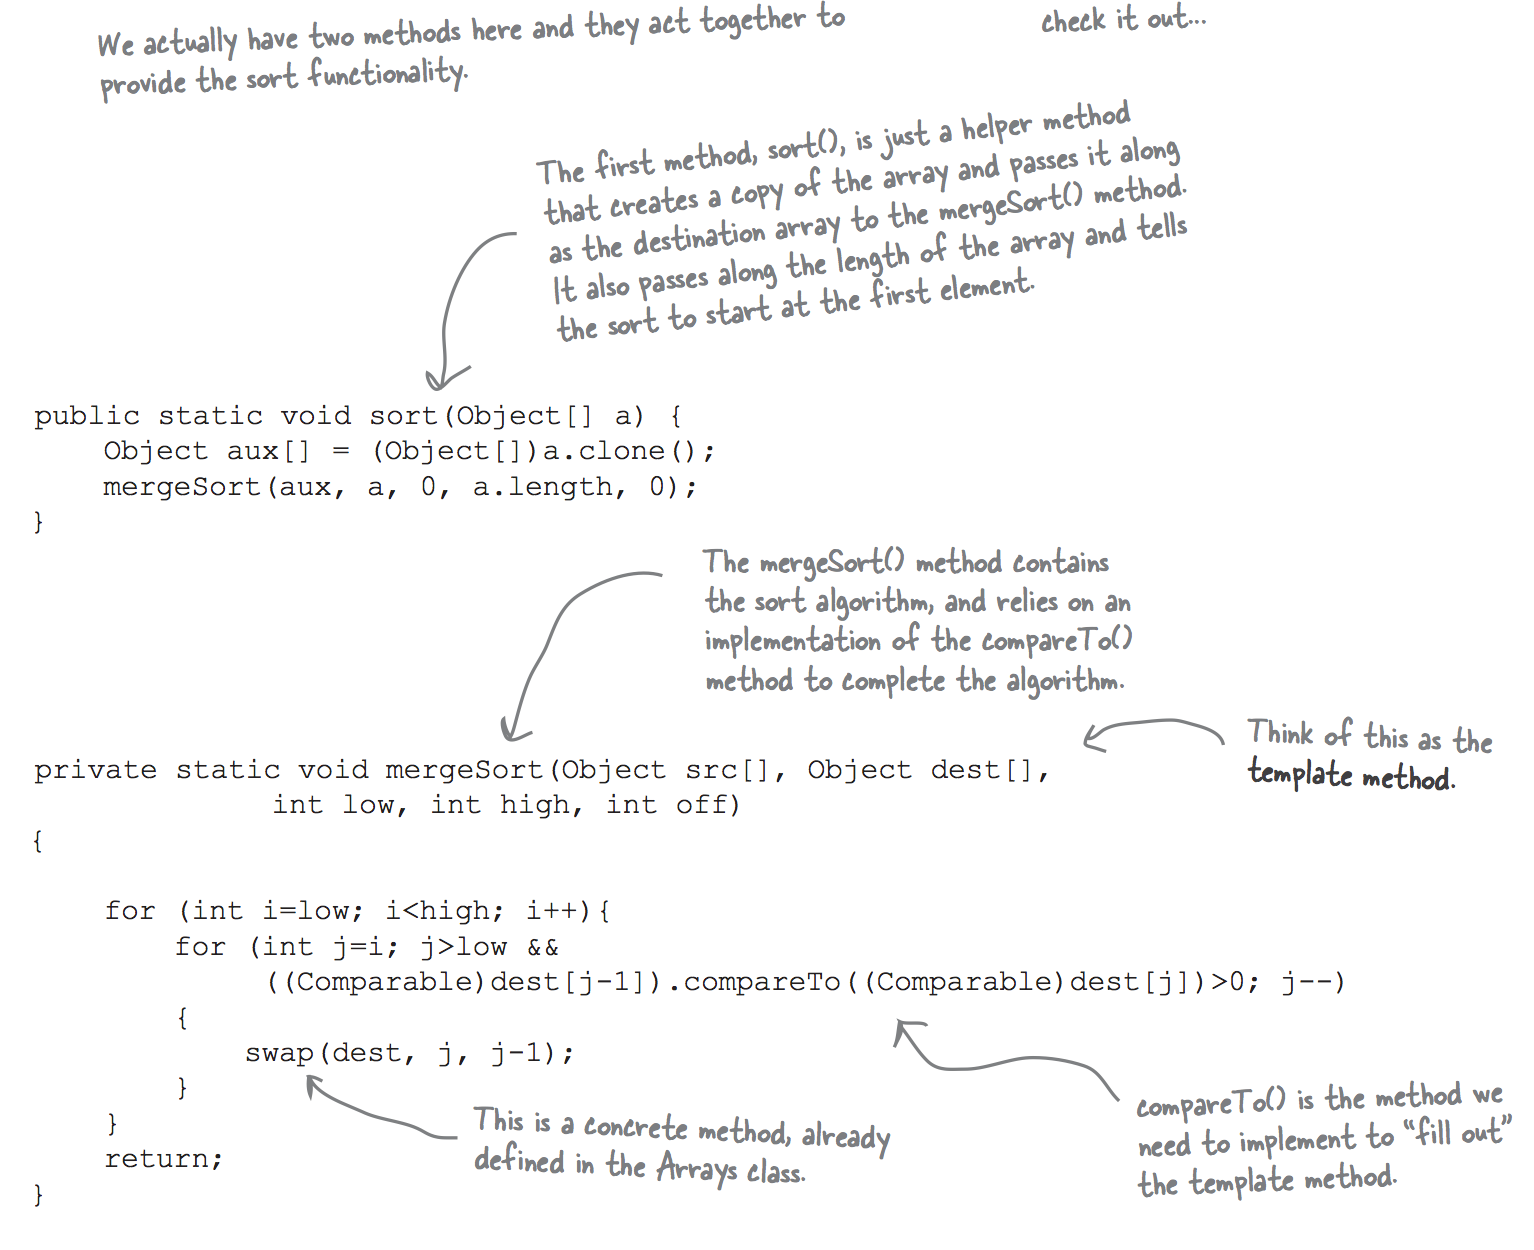 We actually have two methods here and they act together to
provide the sort functionality.
check it out...
The first method, sort(), is just a helper method
that creates a copy of the array and passes it along
as the destination array to the mergeSort() method.
It also passes along the length of the array and tells
the sort to start at the first element.
public static void sort(Object[] a) {
    Object aux[] = (Object[])a.clone();
    mergeSort(aux, a, 0, a.length, 0);
}
The mergeSort() method contains
the sort algorithm, and relies on an
implementation of the compareTo()
method to complete the algorithm.
Think of this as the
template method.
private static void mergeSort(Object src[], Object dest[],
            int low, int high, int off)
{
    for (int i=low; i<high; i++){
        for (int j=i; j>low &&
             ((Comparable)dest[j-1]).compareTo((Comparable)dest[j])>0; j--)
        {
            swap(dest, j, j-1);
        }
    }
    return;
}
This is a concrete method, already
defined in the Arrays class.
compareTo() is the method we
need to implement to “fill out”
the template method.